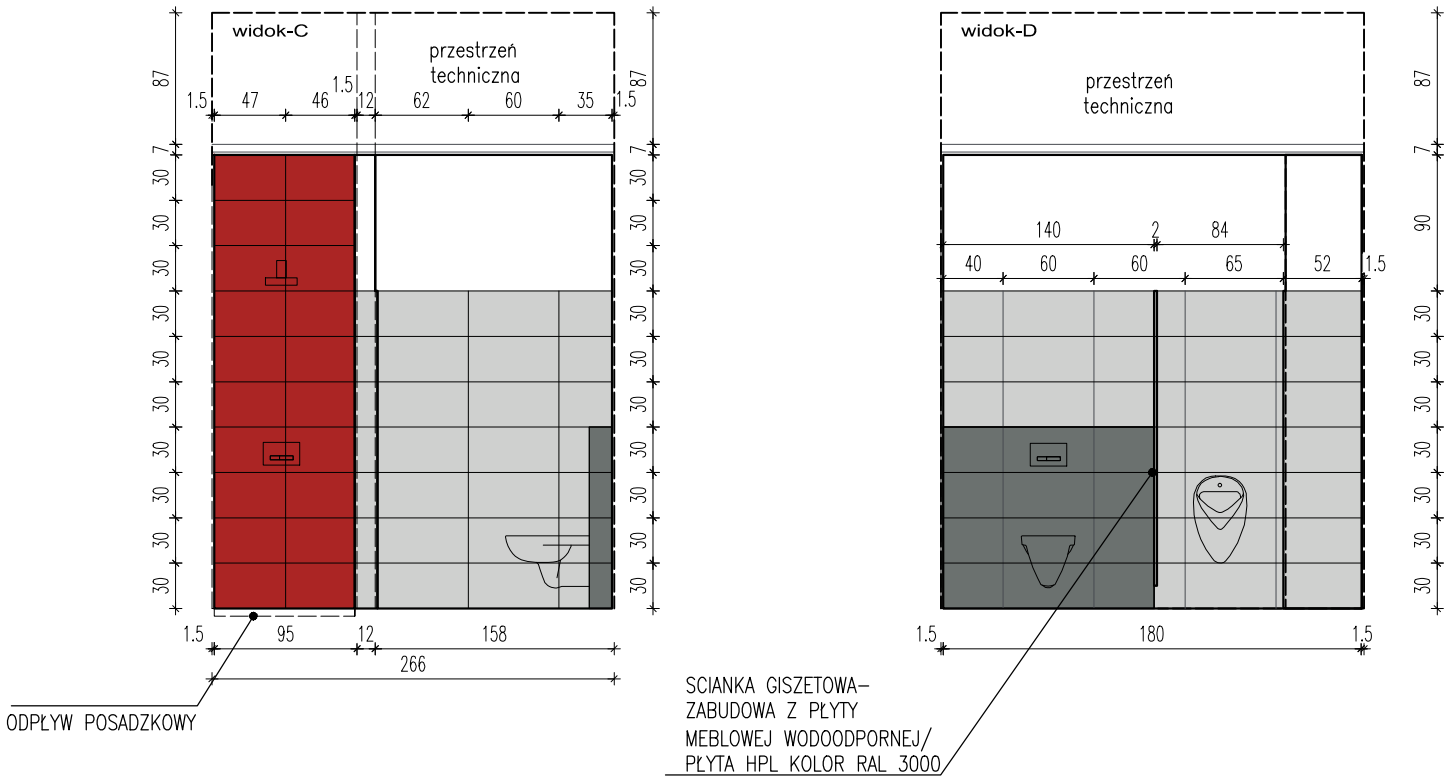 widok-C
przestrzeń
techniczna
87
1.5 47 46 1.5 12 62 60 35 1.5
87
7
30
30
30
30
30
30
30
30
30
30
7
30
30
30
30
30
30
30
30
30
30
1.5 95 12 158
266
ODPŁYW POSADZKOWY
widok-D
przestrzeń
techniczna
87
7
90
30
30
30
30
30
30
30
140 2 84
40 60 60 65 52 1.5
1.5 180 1.5
SCIANKA GISZETOWA–
ZABUDOWA Z PŁYTY
MEBLOWEJ WODOODPORNEJ/
PŁYTA HPL KOLOR RAL 3000